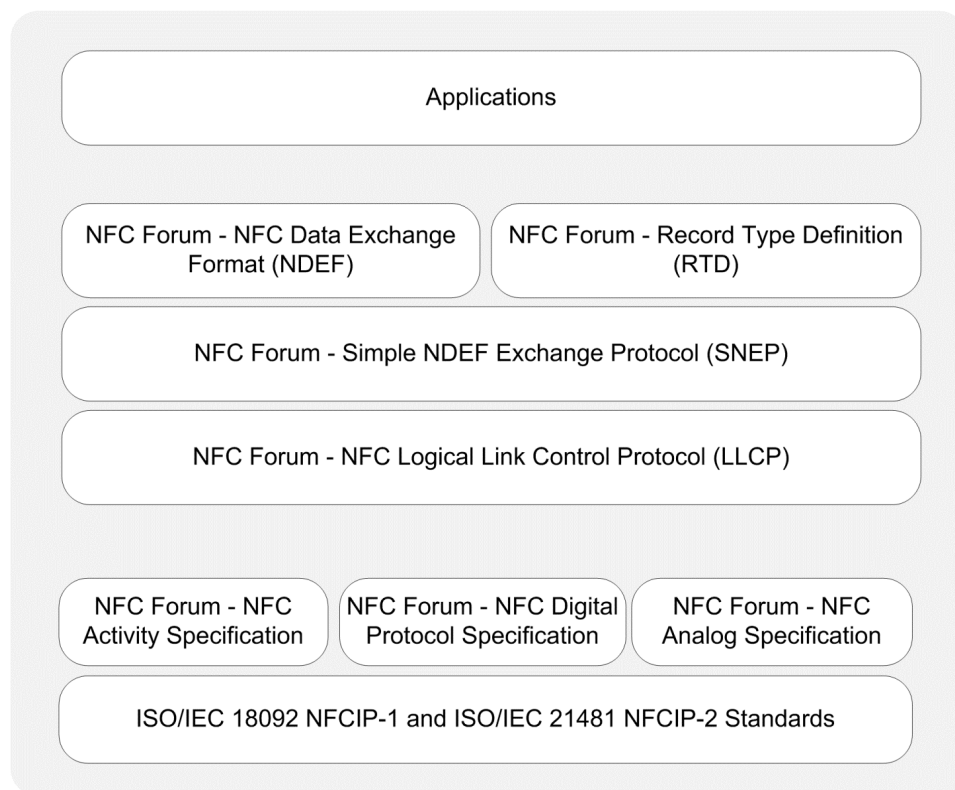 Applications
NFC Forum - NFC Data Exchange
Format (NDEF)
NFC Forum - Record Type Definition
(RTD)
NFC Forum - Simple NDEF Exchange Protocol (SNEP)
NFC Forum - NFC Logical Link Control Protocol (LLCP)
NFC Forum - NFC
Activity Specification
NFC Forum - NFC Digital
Protocol Specification
NFC Forum - NFC
Analog Specification
ISO/IEC 18092 NFCIP-1 and ISO/IEC 21481 NFCIP-2 Standards